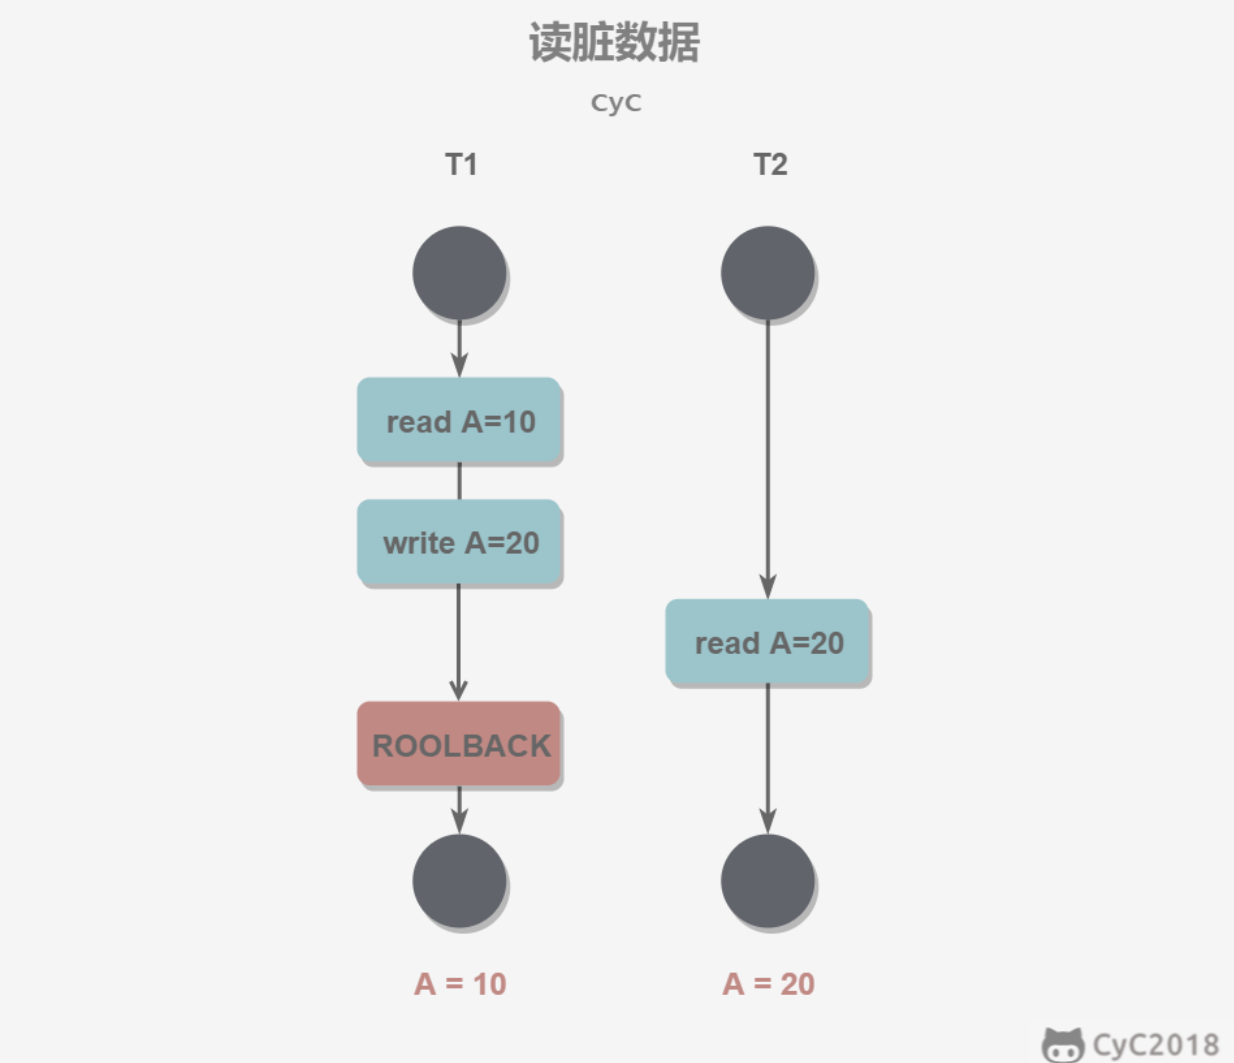 读脏数据
CyC
T1
T2
read A=10
write A=20
read A=20
ROOLBACK
A = 10
A = 20
CyC2018